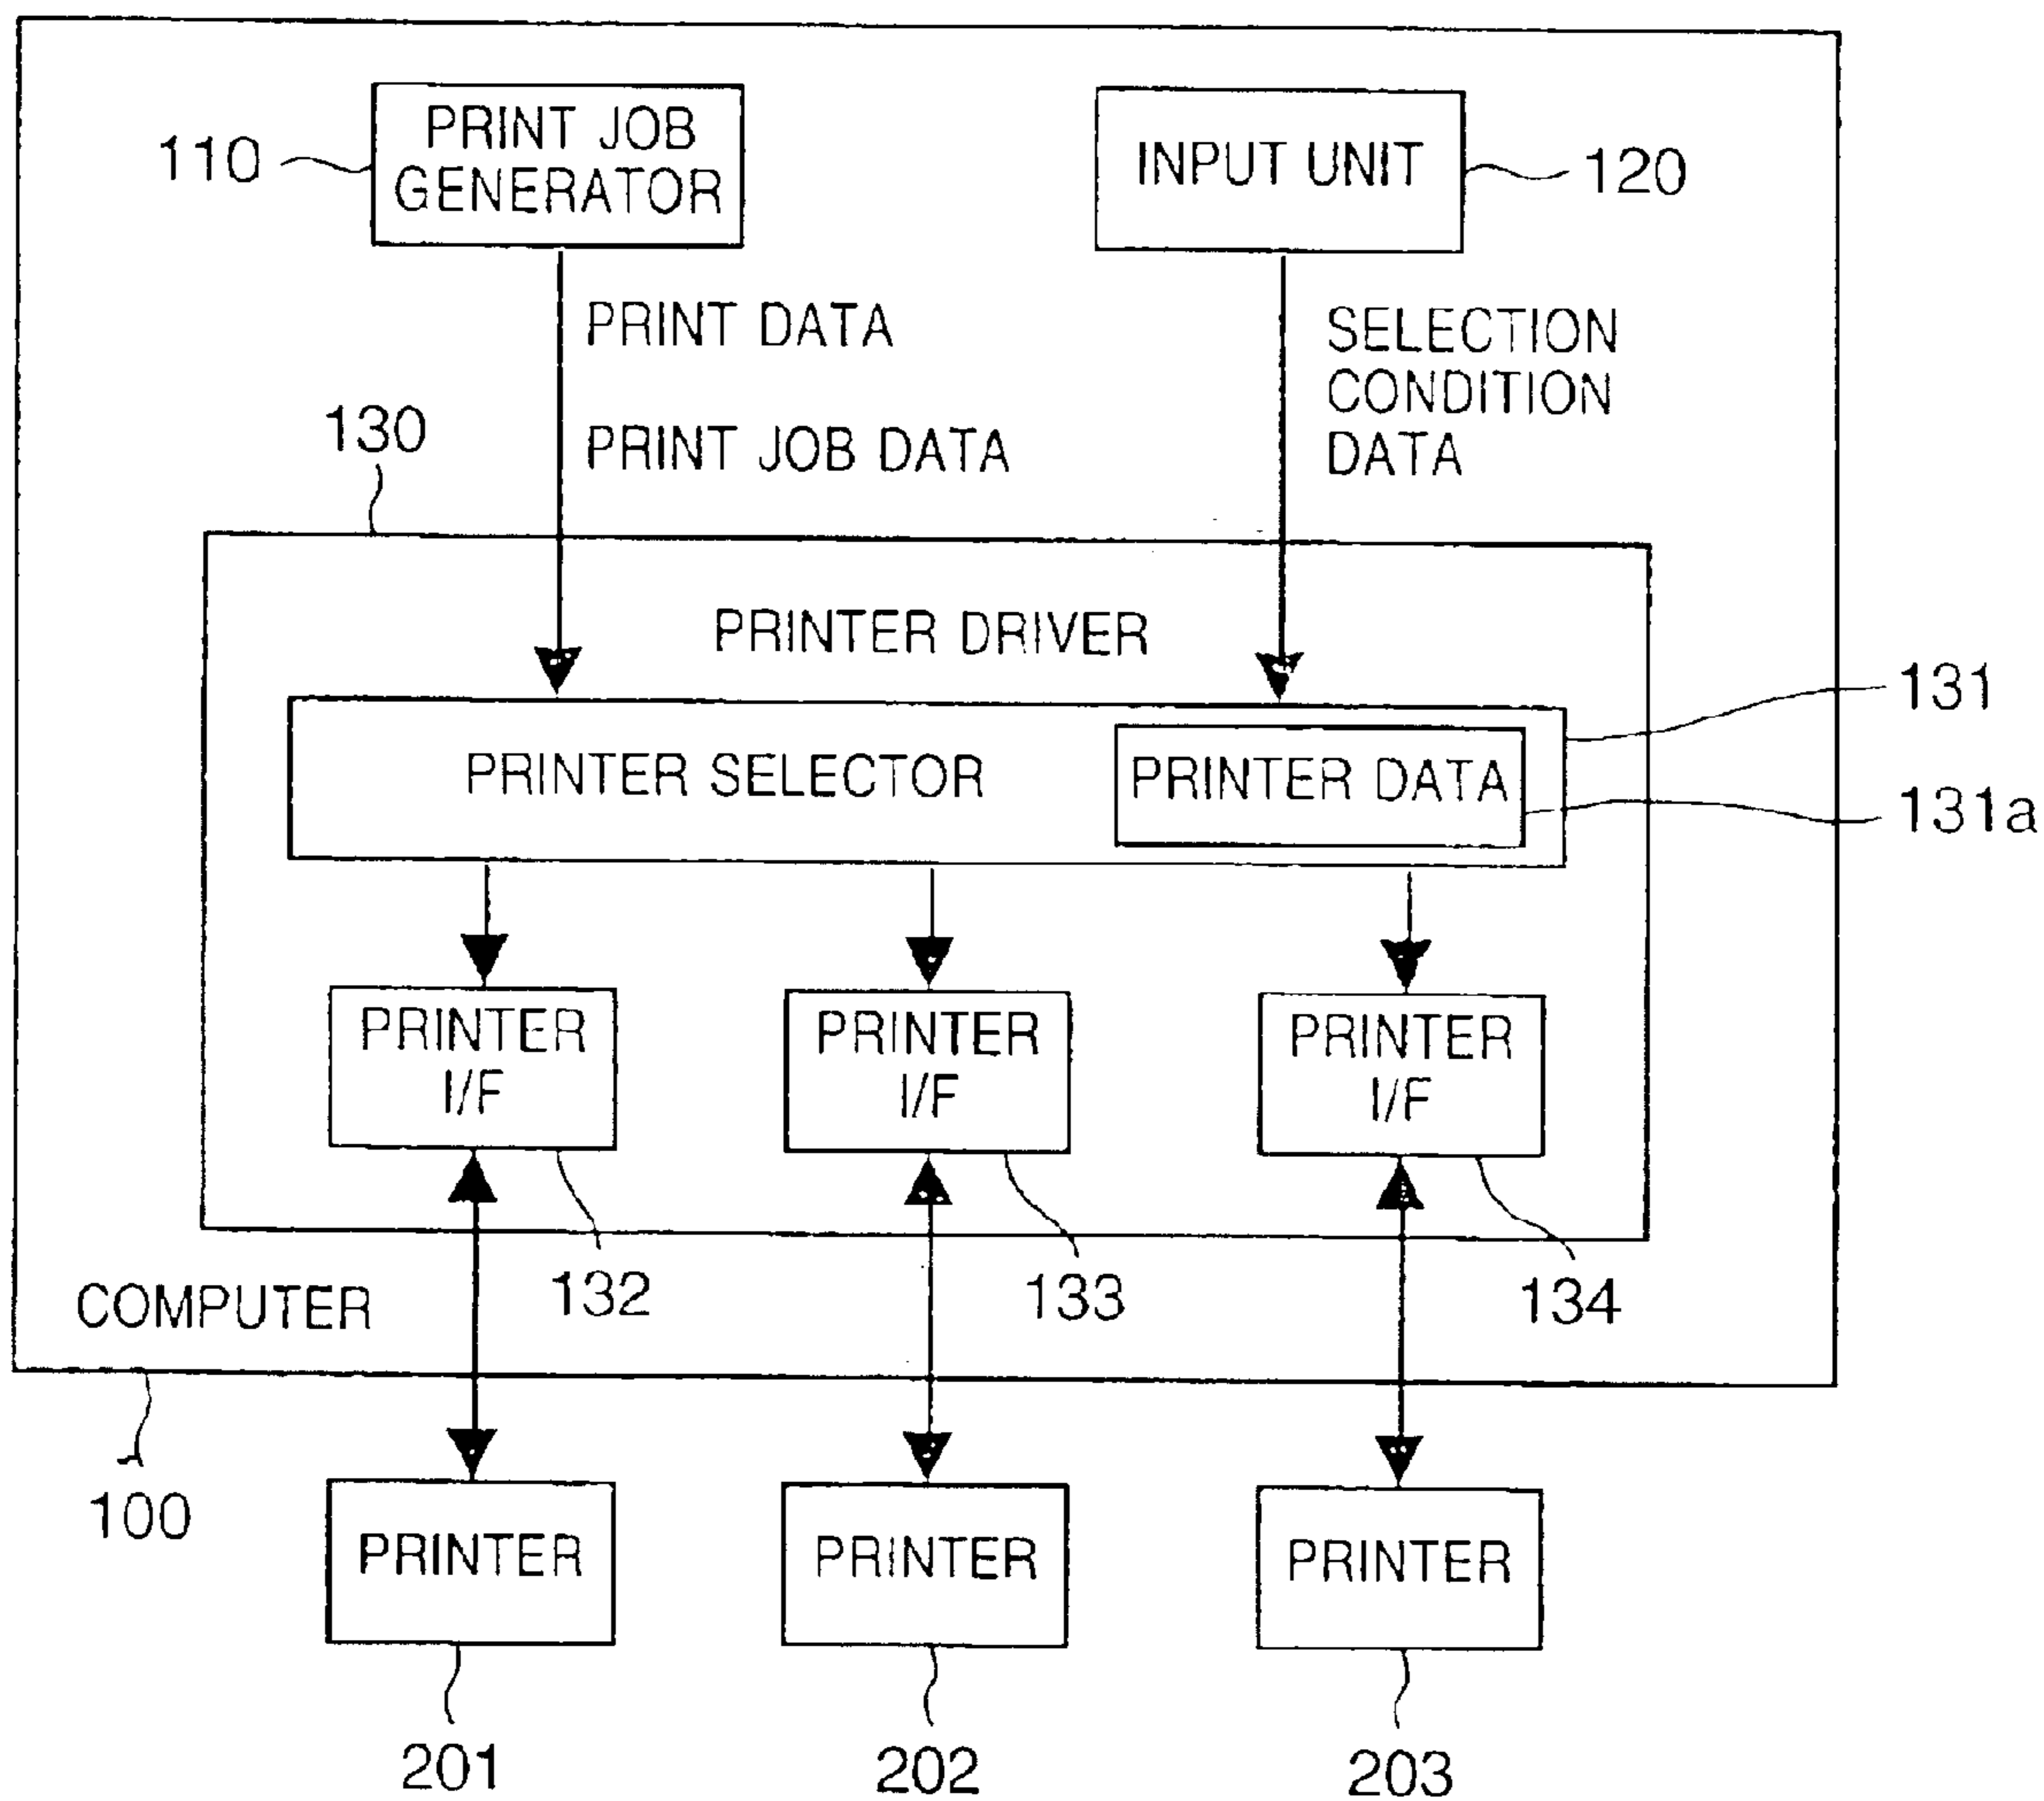 PRINT JOB
GENERATOR
110
INPUT UNIT
120
PRINT DATA
PRINT JOB DATA
SELECTION
CONDITION
DATA
130
PRINTER DRIVER
131
PRINTER SELECTOR
PRINTER DATA
131a
PRINTER
I/F
PRINTER
I/F
PRINTER
I/F
132
133
134
COMPUTER
100
PRINTER
PRINTER
PRINTER
201
202
203